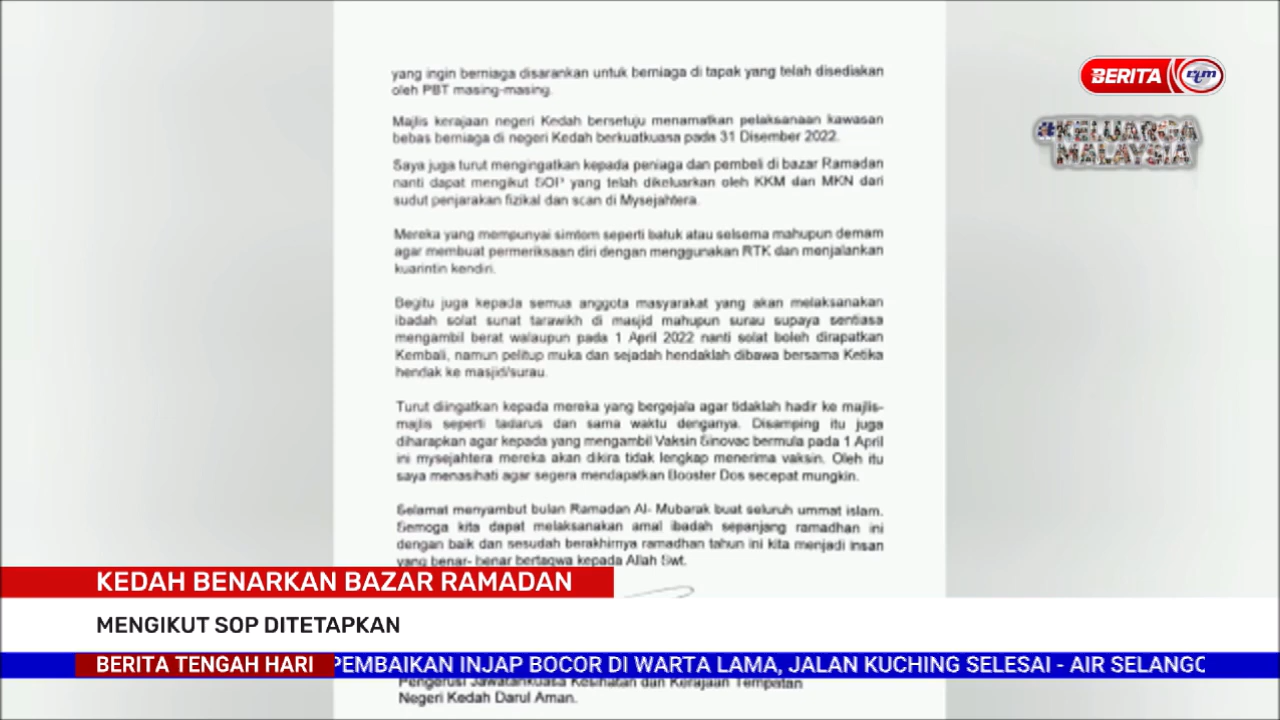 yang ingin berniaga disarankan untuk berniaga di tapak yang telah disediakan
oleh PBT masing-masing.
Majlis kerajaan negeri Kedah bersetuju menamatkan pelaksanaan kawasan
bebas berniaga di negeri Kedah berkuatkuasa pada 31 Disember 2022.
Saya juga turut mengingatkan kepada peniaga dan pembeli di bazar Ramadan
nanti dapat mengikut SOP yang telah dikeluarkan oleh KKM dan MKN dari
sudut penjarakan fizikal dan scan di Mysejahtera.
Mereka yang mempunyai simtom seperti batuk atau selsema mahupun demam
agar membuat permeriksaan diri dengan menggunakan RTK dan menjalankan
kuarintin kendiri.
Begitu juga kepada semua anggota masyarakat yang akan melaksanakan
ibadah solat sunat tarawikh di masjid mahupun surau supaya sentiasa
mengambil berat walaupun pada 1 April 2022 nanti solat boleh dirapatkan
Kembali, namun pelitup muka dan sejadah hendaklah dibawa bersama Ketika
hendak ke masjid/surau.
Turut diingatkan kepada mereka yang bergejala agar tidaklah hadir ke majlis-
majlis seperti tadarus dan sama waktu dengannya. Disamping itu juga
diharapkan agar kepada yang mengambil Vaksin Sinovac bermula pada 1 April
ini mysejahtera mereka akan dikira tidak lengkap menerima vaksin. Oleh itu
saya menasihati agar segera mendapatkan Booster Dos secepat mungkin.
Selamat menyambut bulan Ramadan Al- Mubarak buat seluruh ummat islam.
Semoga kita dapat melaksanakan amal ibadah sepanjang ramadhan ini
dengan baik dan sesudah berakhirnya ramadhan tahun ini kita menjadi insan
yang benar- benar bertaqwa kepada Allah Swt.
BERITA rtm
#KELUARGA
MALAYSIA
KEDAH BENARKAN BAZAR RAMADAN
MENGIKUT SOP DITETAPKAN
BERITA TENGAH HARI PEMBAIKAN INJAP BOCOR DI WARTA LAMA, JALAN KUCHING SELESAI - AIR SELANGO
Pengerusi Jawatankuasa Kesihatan dan Kerajaan Tempatan
Negeri Kedah Darul Aman.